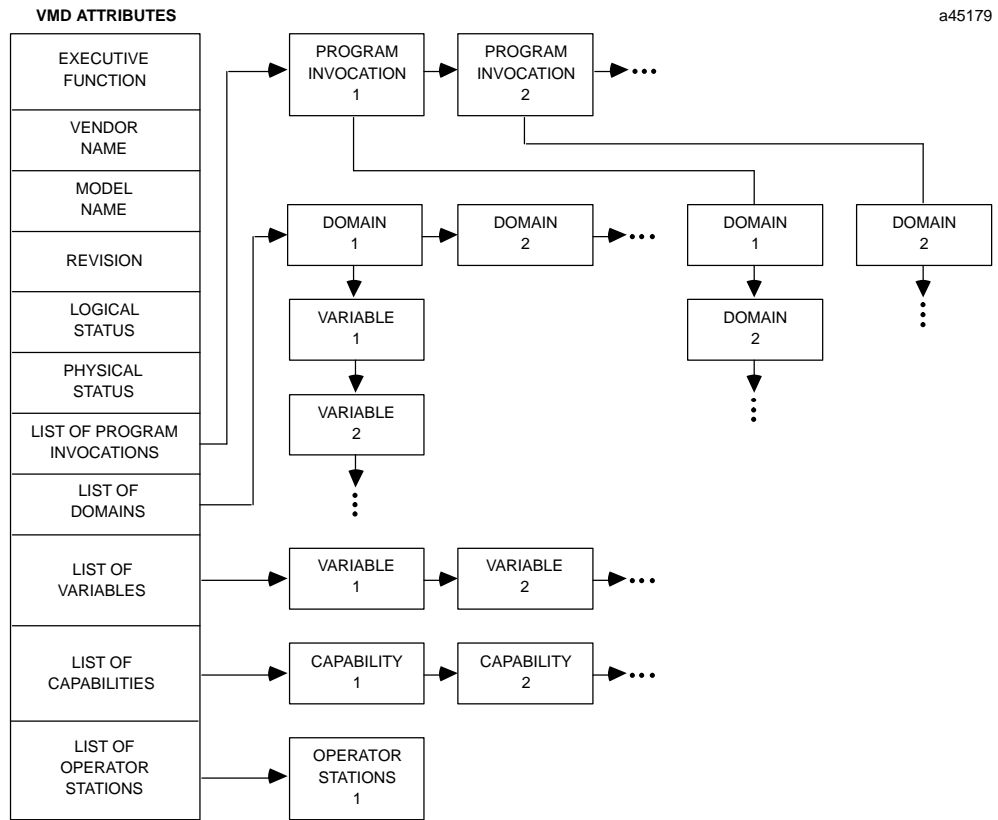 VMD ATTRIBUTES
a45179
EXECUTIVE
FUNCTION
VENDOR
NAME
MODEL
NAME
REVISION
LOGICAL
STATUS
PHYSICAL
STATUS
LIST OF PROGRAM
INVOCATIONS
LIST OF
DOMAINS
LIST OF
VARIABLES
LIST OF
CAPABILITIES
LIST OF
OPERATOR
STATIONS
PROGRAM
INVOCATION
1
PROGRAM
INVOCATION
2
DOMAIN
1
DOMAIN
2
DOMAIN
1
DOMAIN
2
VARIABLE
1
DOMAIN
2
VARIABLE
2
VARIABLE
1
VARIABLE
2
CAPABILITY
1
CAPABILITY
2
OPERATOR
STATIONS
1